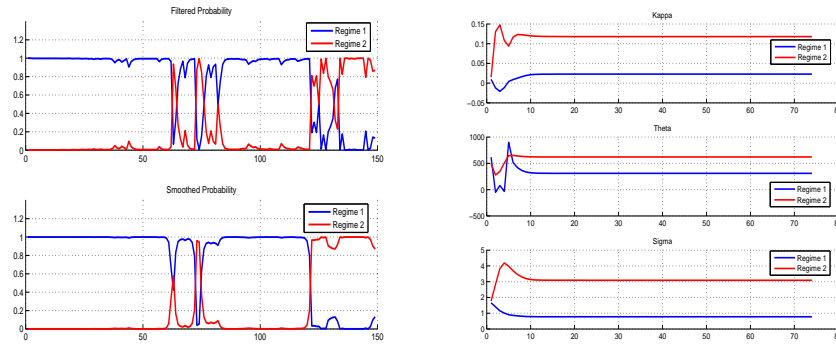 Filtered Probability
Regime 1
Regime 2
1.2
1
0.8
0.6
0.4
0.2
0
0 50 100 150
Smoothed Probability
Regime 1
Regime 2
1.2
1
0.8
0.6
0.4
0.2
0
0 50 100 150
Kappa
Regime 1
Regime 2
0.15
0.1
0.05
0
−0.05
0 10 20 30 40 50 60 70 80
Theta
Regime 1
Regime 2
1000
500
0
−500
0 10 20 30 40 50 60 70 80
Sigma
Regime 1
Regime 2
5
4
3
2
1
0
0 10 20 30 40 50 60 70 80